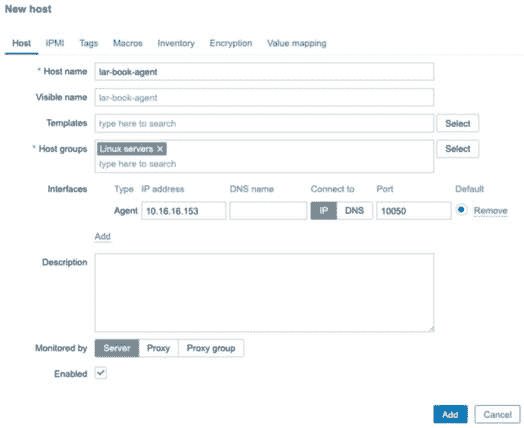 New host
Host IPMI Tags Macros Inventory Encryption Value mapping
* Host name lar-book-agent
Visible name lar-book-agent
Templates type here to search Select
* Host groups Linux servers × Select
type here to search
Interfaces Type IP address DNS name Connect to Port Default
Agent 10.16.16.153 IP DNS 10050 Remove
Add
Description
Monitored by Server Proxy Proxy group
Enabled
Add Cancel